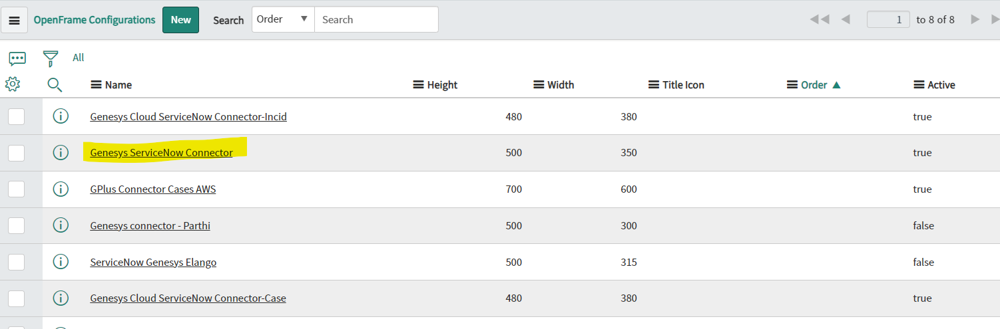 OpenFrame Configurations New Search Order Search 1 to 8 of 8
All
Name Height Width Title Icon Order Active
Genesys Cloud ServiceNow Connector-Incid 480 380 true
Genesys ServiceNow Connector 500 350 true
GPlus Connector Cases AWS 700 600 true
Genesys connector - Parthi 500 300 false
ServiceNow Genesys Elango 500 315 false
Genesys Cloud ServiceNow Connector-Case 480 380 true